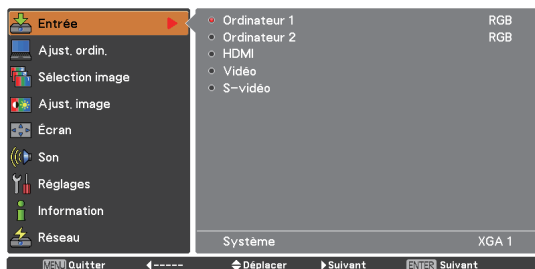 Entrée
Ajust. ordin.
Sélection image
Ajust. image
Écran
Son
Réglages
Information
Réseau
Ordinateur 1 RGB
Ordinateur 2 RGB
HDMI
Vidéo
S-vidéo
Système XGA 1
MENU Quitter ----- Déplacer Suivant ENTER Suivant